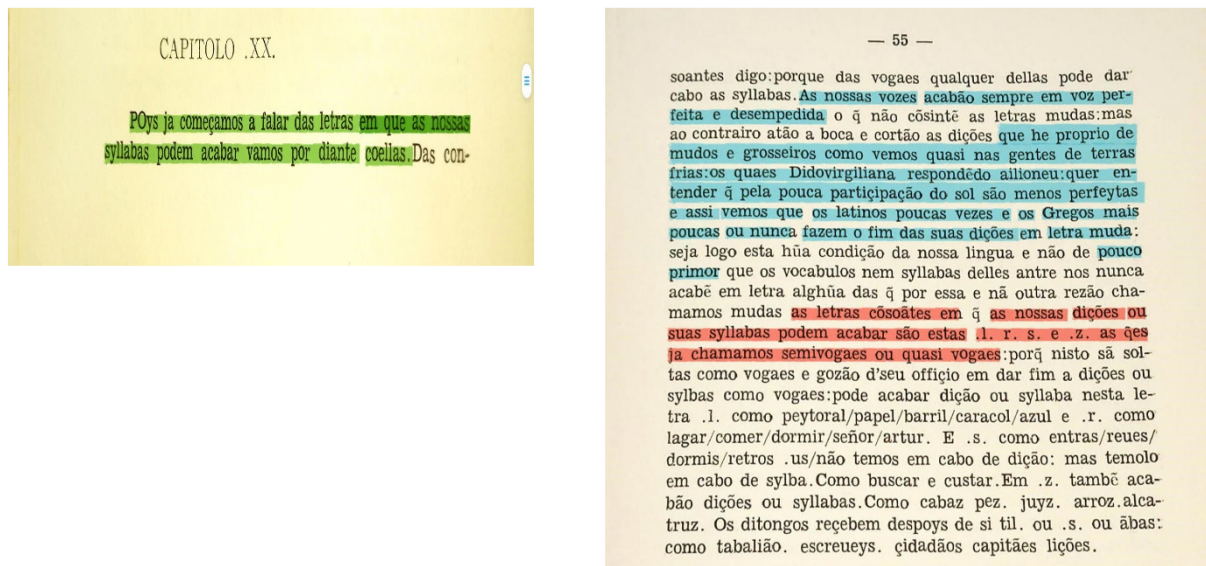 CAPITOLO .XX.
POys ja começamos a falar das letras em que as nossas
syllabas podem acabar vamos por diante coellas.Das con-
— 55 —
soantes digo:porque das vogaes qualquer dellas pode dar
cabo as syllabas.As nossas vozes acabão sempre em voz per-
feita e desempedida o q̃ não cõsintẽ as letras mudas:mas
ao contrairo atão a boca e cortão as dições que he proprio de
mudos e grosseiros como vemos quasi nas gentes de terras
frias:os quaes Didovirgiliana respondẽdo ailioneu:quer en-
tender q̃ pela pouca partiçipação do sol são menos perfeytas
e assi vemos que os latinos poucas vezes e os Gregos mais
poucas ou nunca fazem o fim das suas dições em letra muda:
seja logo esta hũa condição da nossa lingua e não de pouco
primor que os vocabulos nem syllabas delles antre nos nunca
acabẽ em letra alghũa das q̃ por essa e nã outra rezão cha-
mamos mudas as letras cõsoãtes em q̃ as nossas dições ou
suas syllabas podem acabar são estas .l. r. s. e .z. as q̃es
ja chamamos semivogaes ou quasi vogaes:porq̃ nisto sã sol-
tas como vogaes e gozão d'seu offiçio em dar fim a dições ou
sylbas como vogaes:pode acabar dição ou syllaba nesta le-
tra .l. como peytoral/papel/barril/caracol/azul e .r. como
lagar/comer/dormir/señor/artur. E .s. como entras/reues/
dormis/retros .us/não temos em cabo de dição: mas temolo
em cabo de sylba.Como buscar e custar.Em .z. tambẽ aca-
bão dições ou syllabas.Como cabaz pez. juyz. arroz.alca-
truz. Os ditongos reçebem despoys de si til. ou .s. ou ãbas:
como tabalião. escreueys. çidadãos capitães lições.